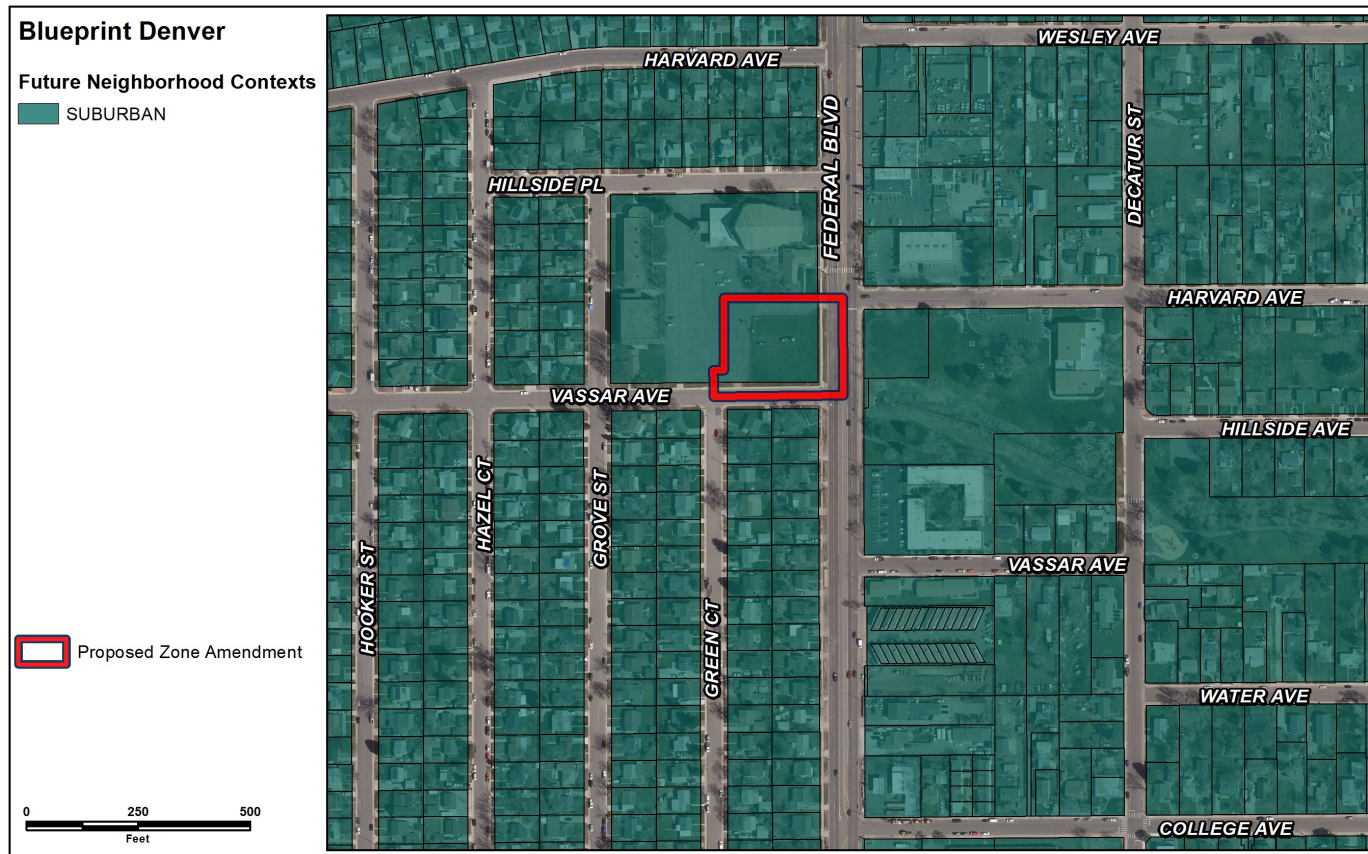 Blueprint Denver
Future Neighborhood Contexts
SUBURBAN
Proposed Zone Amendment
0 250 500
Feet
WESLEY AVE
HARVARD AVE
FEDERAL BLVD
DECATUR ST
HILLSIDE PL
HARVARD AVE
VASSAR AVE
HILLSIDE AVE
HAZEL CT
GROVE ST
HOOKER ST
VASSAR AVE
GREEN CT
WATER AVE
COLLEGE AVE